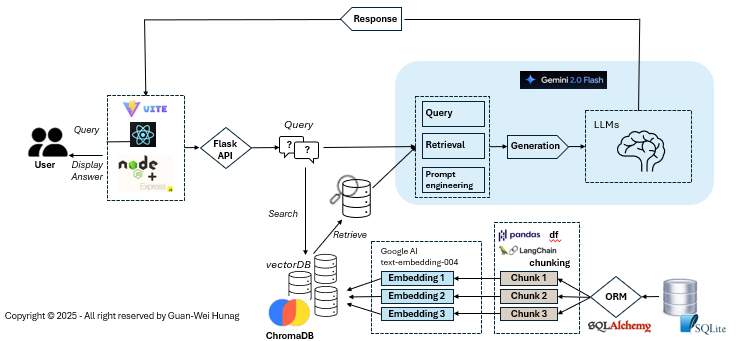 Response
Gemini 2.0 Flash
VITE
Query
User
Display
Answer
node
+
Express
JS
Flask
API
Query
?
?
Query
Retrieval
Prompt
engineering
Generation
LLMs
Search
Retrieve
vectorDB
ChromaDB
Google AI
text-embedding-004
Embedding 1
Embedding 2
Embedding 3
pandas
df
LangChain
chunking
Chunk 1
Chunk 2
Chunk 3
ORM
SQLAlchemy
SQLite
Copyright © 2025 - All right reserved by Guan-Wei Hunag